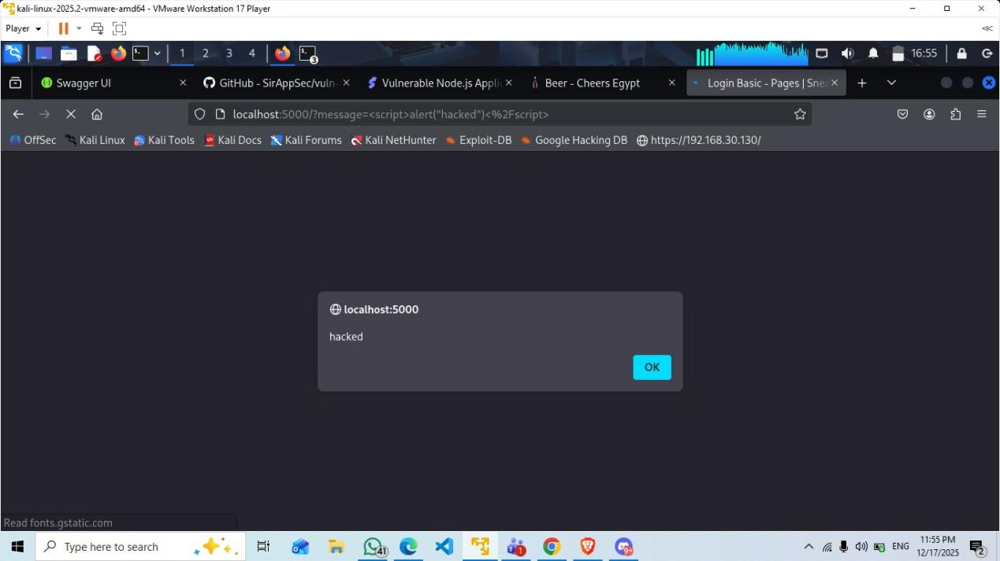 kali-linux-2025.2-vmware-amd64 - VMware Workstation 17 Player
Player
1 2 3 4 3 16:55
Swagger UI GitHub - SirAppSec/vuln- Vulnerable Node.js Applic Beer - Cheers Egypt Login Basic - Pages | Snea
localhost:5000/?message=<script>alert("hacked")<%2Fscript>
OffSec Kali Linux Kali Tools Kali Docs Kali Forums Kali NetHunter Exploit-DB Google Hacking DB https://192.168.30.130/
localhost:5000
hacked
OK
Read fonts.gstatic.com
Type here to search 41 1 9+ ENG 11:55 PM
12/17/2025 2